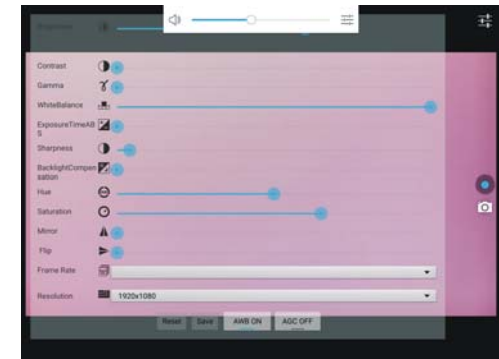 Brightness
Contrast
Gamma
WhiteBalance
ExposureTimeAB
S
Sharpness
BacklightCompen
sation
Hue
Saturation
Mirror
Flip
Frame Rate
Resolution
1920x1080
Reset Save AWB ON AGC OFF